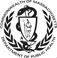 COMMONWEALTH OF MASSACHUSETTS
DEPARTMENT OF PUBLIC HEALTH